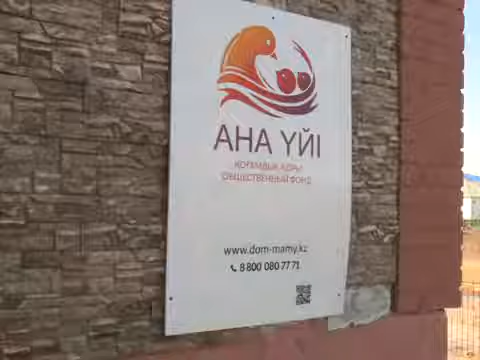 АНА ҮЙІ
ҚОҒАМДЫҚ ҚОРЫ
ОБЩЕСТВЕННЫЙ ФОНД
www.dom-mamy.kz
8 800 080 77 71